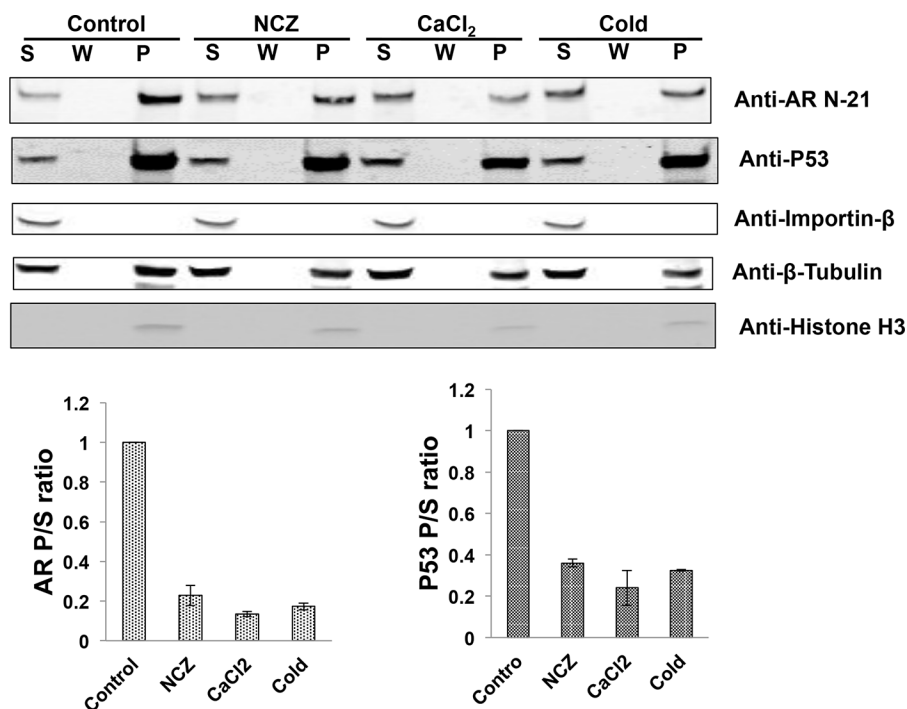 Control NCZ CaCl₂ Cold
S W P S W P S W P S W P
Anti-AR N-21
Anti-P53
Anti-Importin-β
Anti-β-Tubulin
Anti-Histone H3
AR P/S ratio
1.2
1
0.8
0.6
0.4
0.2
0
Control NCZ CaCl2 Cold
P53 P/S ratio
1.2
1
0.8
0.6
0.4
0.2
0
Contro NCZ CaCl2 Cold